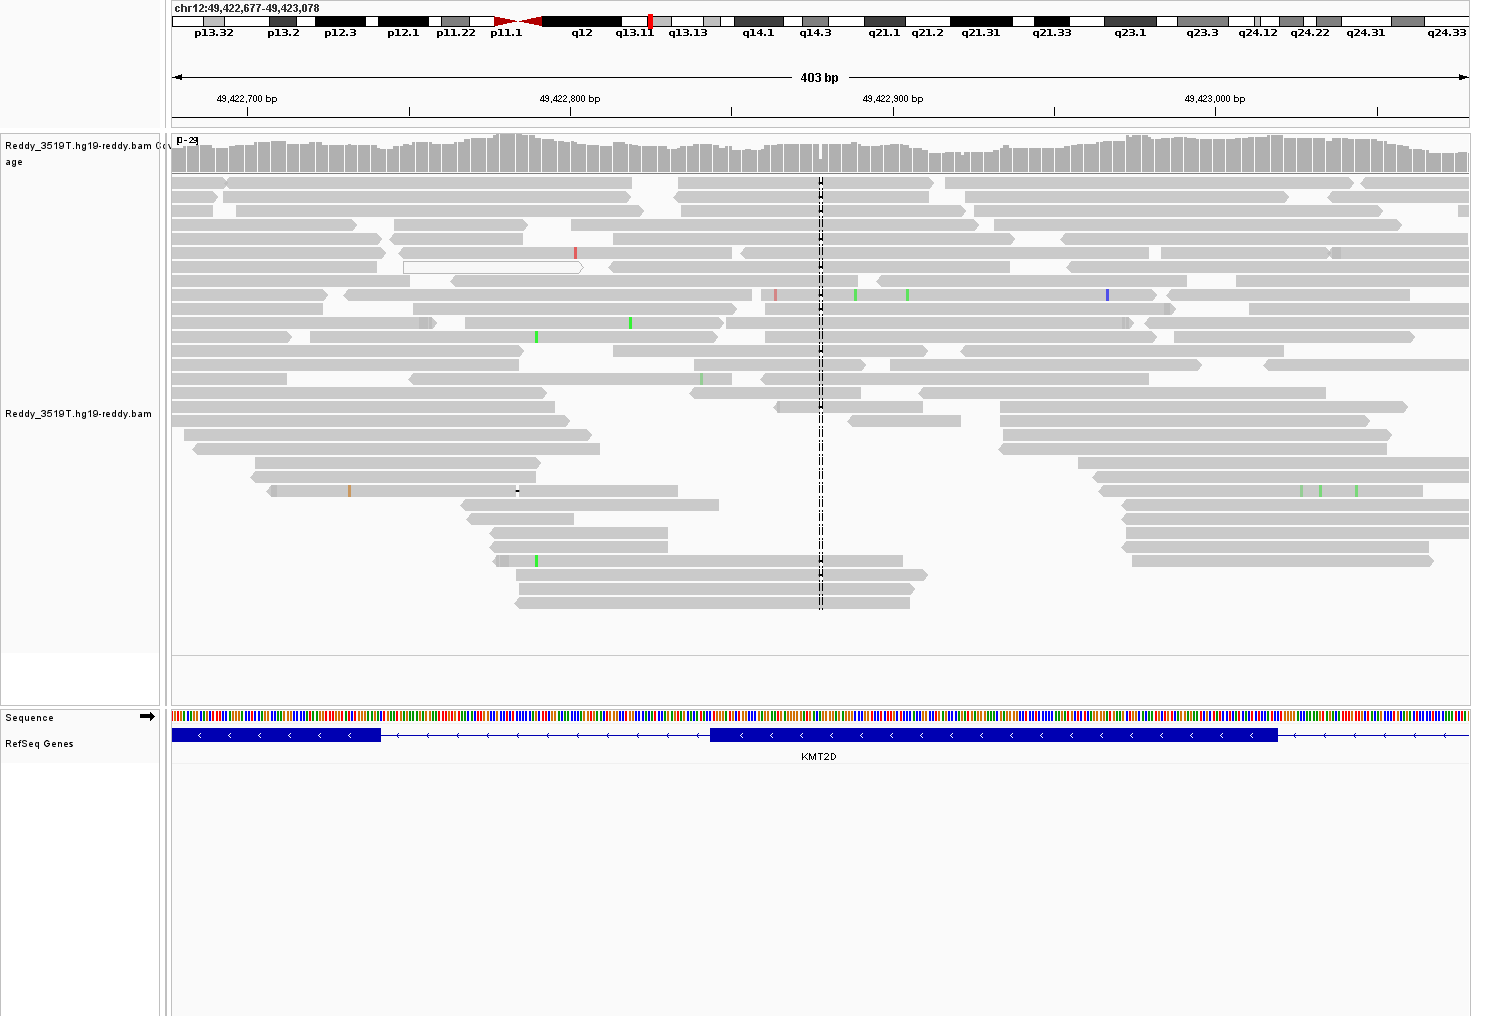 chr12:49,422,677-49,423,078
p13.32 p13.2 p12.3 p12.1 p11.22 p11.1 q12 q13.11 q13.13 q14.1 q14.3 q21.1 q21.2 q21.31 q21.33 q23.1 q23.3 q24.12 q24.22 q24.31 q24.33
403 bp
49,422,700 bp 49,422,800 bp 49,422,900 bp 49,423,000 bp
[0-29]
Reddy_3519T.hg19-reddy.bam Cov
age
Reddy_3519T.hg19-reddy.bam
Sequence
RefSeq Genes
KMT2D